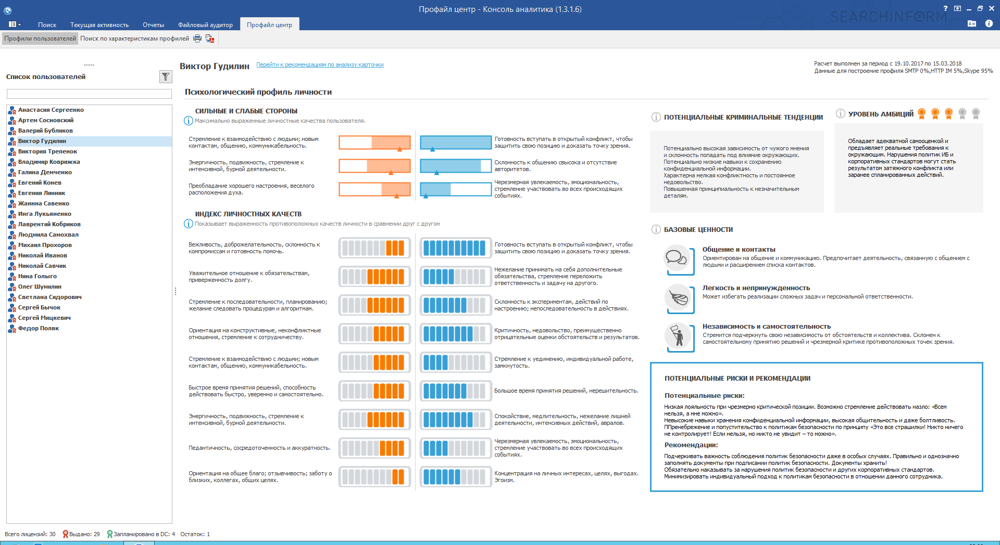 Профайл центр - Консоль аналитика (1.3.1.6)
SEARCHINFORM
Поиск
Текущая активность
Отчеты
Файловый аудитор
Профайл центр
Профили пользователей
Поиск по характеристикам профилей
Список пользователей
Анастасия Сергеенко
Артем Сосновский
Валерий Бубликов
Виктор Гудилин
Виктория Трепенок
Владимир Коврижка
Галина Демченко
Евгений Конев
Евгения Линник
Жаннна Савенко
Инга Лукьяненко
Лаврентий Кобриков
Людмила Самохвал
Михаил Прохоров
Николай Иванов
Николай Савчик
Нина Голыго
Олег Шумилин
Светлана Сидорович
Сергей Бычок
Сергей Мицкевич
Федор Поляк
Всего лицензий: 30
Выдано: 29
Запланировано в DC: 4
Остаток: 1
Виктор Гудилин
Перейти к рекомендациям по анализу карточки
Расчет выполнен за период с 19.10.2017 по 15.03.2018
Данные для построение профиля SMTP 0%,HTTP IM 5%,Skype 95%
Психологический профиль личности
СИЛЬНЫЕ И СЛАБЫЕ СТОРОНЫ
Максимально выраженные личностные качества пользователя.
Стремление к взаимодействию с людьми; новым
контактам, общению, коммуникабельность.
Готовность вступать в открытый конфликт, чтобы
защитить свою позицию и доказать точку зрения.
Энергичность, подвижность, стремление к
интенсивной, бурной деятельности.
Склонность к общению свысока и отсутствие
авторитетов.
Преобладание хорошего настроения, веселого
расположения духа.
Черезмерная увлекаемость, эмоциональность,
стремление участвовать во всех происходящих
событиях.
ИНДЕКС ЛИЧНОСТНЫХ КАЧЕСТВ
Показывает выраженность противоположных качеств личности в сравнении друг с другом
Вежливость, доброжелательность, склонность к
компромиссам и готовность помочь.
Готовность вступать в открытый конфликт, чтобы
защитить свою позицию и доказать точку зрения.
Уважительное отношение к обязательствам,
приверженность долгу.
Нежелание принимать на себя дополнительные
обязательства, стремление переложить
ответственность и задачу на другого.
Стремление к последовательности, планированию;
желание следовать процедурам и алгоритмам.
Склонность к экспериментам, действий по
настроению; непоследовательность в действиях.
Ориентация на конструктивные, неконфликтные
отношения, стремление к сотрудничеству.
Критичность, недовольство, преимущественно
отрицательные оценки обстоятельств и результатов.
Стремление к взаимодействию с людьми; новым
контактам, общению, коммуникабельность.
Стремление к уединению, индивидуальной работе,
замкнутость.
Быстрое время принятия решений, способность
действовать быстро, уверенно и самостоятельно.
Большое время принятия решений, нерешительность.
Энергичность, подвижность, стремление к
интенсивной, бурной деятельности.
Спокойствие, медлительность, нежелание лишней
деятельности, интенсивных действий, авралов.
Педантичность, сосредоточенность и аккуратность.
Черезмерная увлекаемость, эмоциональность,
стремление участвовать во всех происходящих
событиях.
Ориентация на общее благо; отзывчивость; заботу о
близких, коллегах, общих целях.
Концентрация на личных интересах, целях, выгодах.
Эгоизм.
ПОТЕНЦИАЛЬНЫЕ КРИМИНАЛЬНЫЕ ТЕНДЕНЦИИ
Потенциально высокая зависимость от чужого мнения
и склонность попадать под влияние окружающих.
Потенциально низкие навыки к сохранению
конфиденциальной информации.
Характерна мелкая конфликтность и постоянное
недовольство.
Повышенная принципиальность к незначительным
деталям.
УРОВЕНЬ АМБИЦИЙ
Обладает адекватной самооценкой и
предъявляет реальные требования к
окружающим. Нарушения политик ИБ и
корпоративных стандартов могут стать
результатом затяжного конфликта или
заранее спланированных действий.
БАЗОВЫЕ ЦЕННОСТИ
Общение и контакты
Ориентирован на общение и коммуникацию. Предпочитает деятельность, связанную с общением с
людьми и расширением списка контактов.
Легкость и непринужденность
Может избегать реализации сложных задач и персональной ответственности.
Независимость и самостоятельность
Стремится подчеркнуть свою независимость от обстоятельств и коллектива. Склонен к
самостоятельному принятию решений и чрезмерной критике противоположных точек зрения.
ПОТЕНЦИАЛЬНЫЕ РИСКИ И РЕКОМЕНДАЦИИ
Потенциальные риски:
Низкая лояльность при чрезмерно критической позиции. Возможно стремление действовать назло: «Всем
нельзя, а мне можно».
Невысокие навыки хранения конфиденциальной информации, высокая общительность и даже болтливость.
ППренебрежение и попустительство к политикам безопасности по принципу «Это все страшилки! Никто ничего
не контролирует! Если нельзя, но никто не увидит – то можно».
Рекомендации:
Подчеркивать важность соблюдения политик безопасности даже в особых случаях. Правильно и однозначно
заполнять документы при подписании политик безопасности. Документы хранить!
Обязательно наказывать за нарушения политик безопасности и других корпоративных стандартов.
Минимизировать индивидуальный подход к политикам безопасности в отношении данного сотрудника.